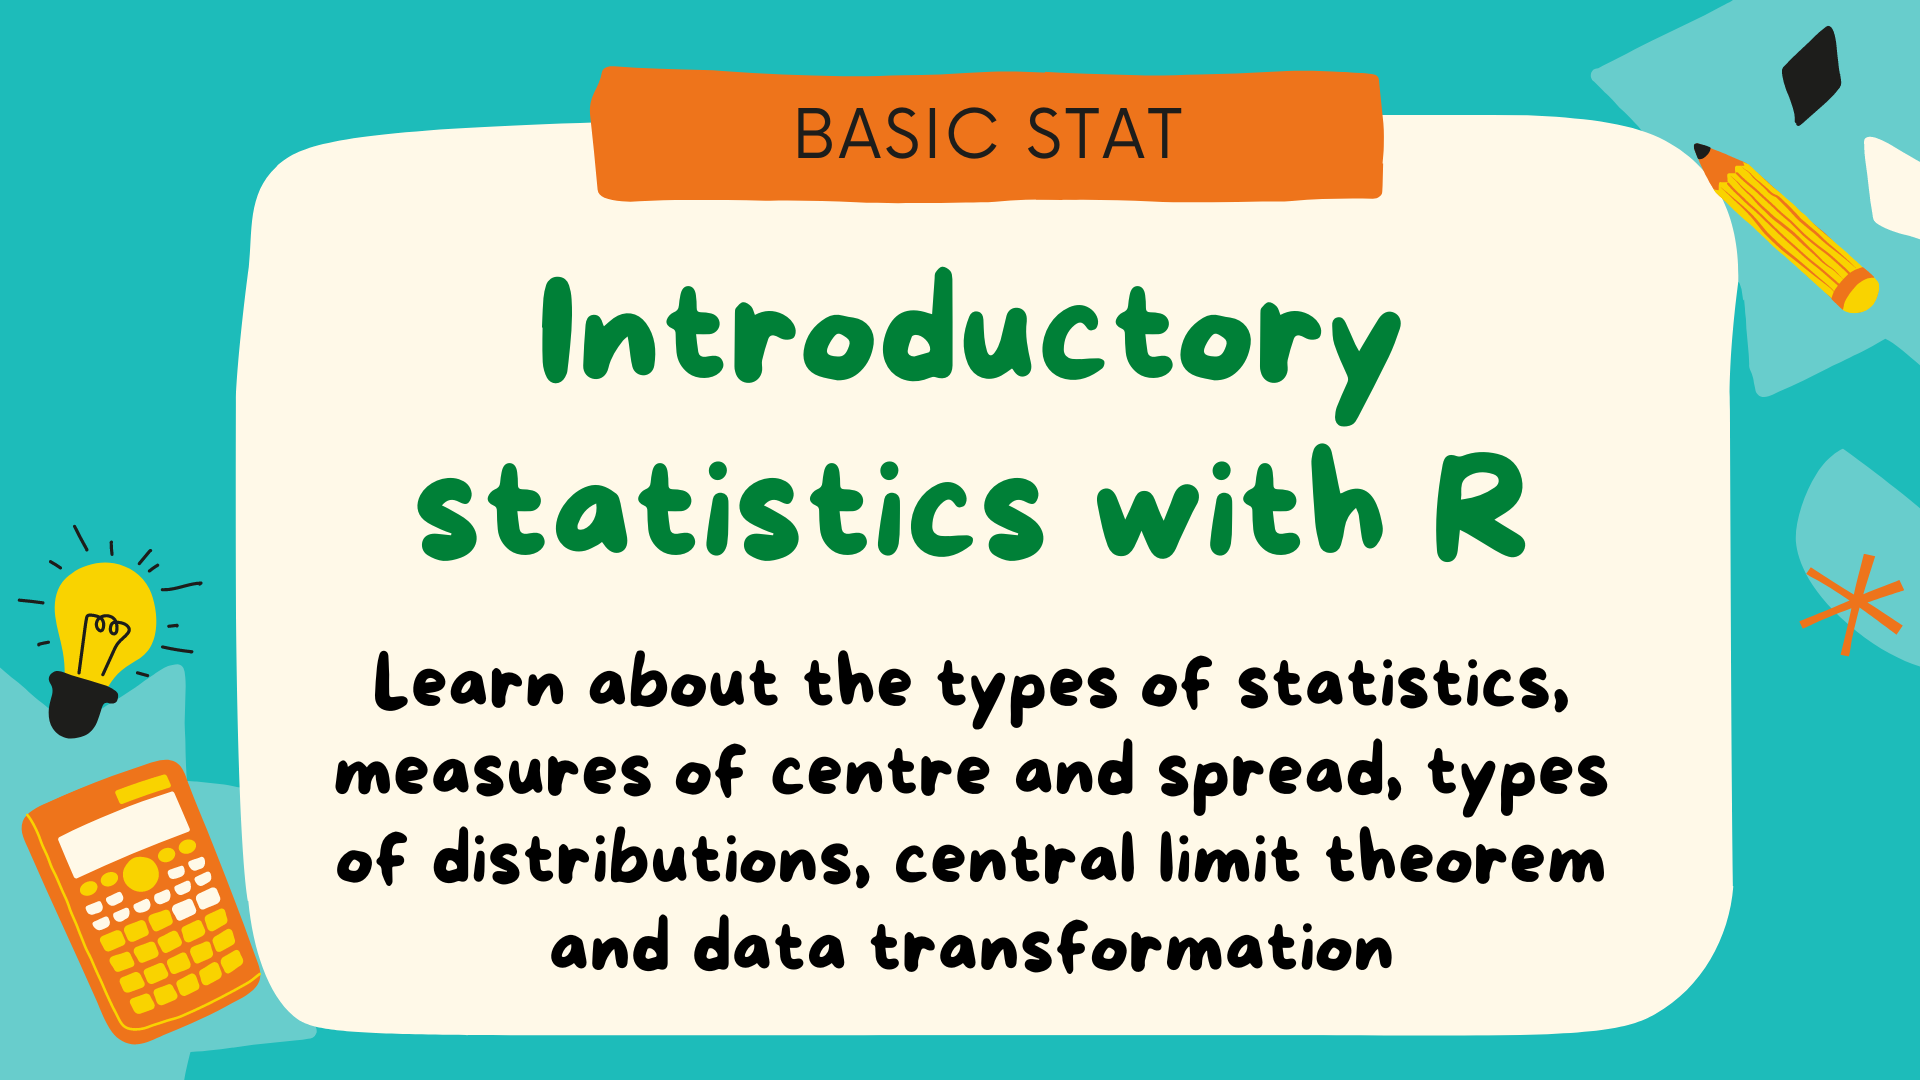 BASIC STAT
Introductory
statistics with R
Learn about the types of statistics,
measures of centre and spread, types
of distributions, central limit theorem
and data transformation